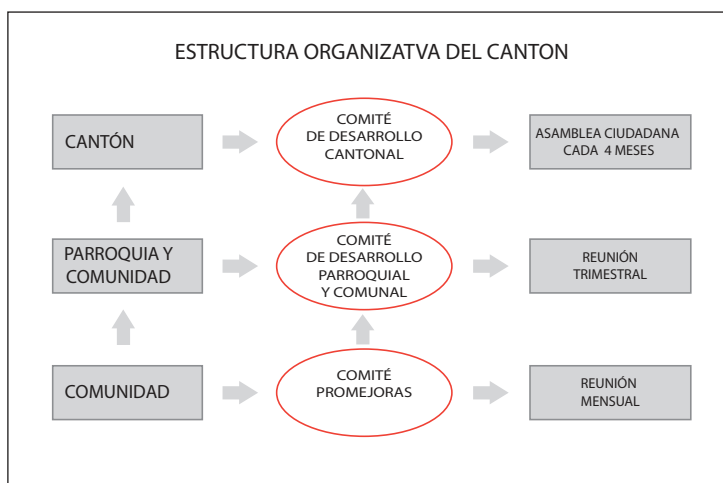 ESTRUCTURA ORGANIZATVA DEL CANTON
CANTÓN
COMITÉ
DE DESARROLLO
CANTONAL
ASAMBLEA CIUDADANA
CADA 4 MESES
PARROQUIA Y
COMUNIDAD
COMITÉ
DE DESARROLLO
PARROQUIAL
Y COMUNAL
REUNIÓN
TRIMESTRAL
COMUNIDAD
COMITÉ
PROMEJORAS
REUNIÓN
MENSUAL